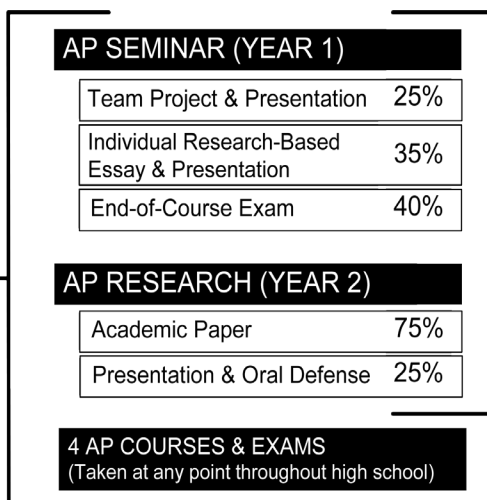 AP SEMINAR (YEAR 1)
Team Project & Presentation 25%
Individual Research-Based
Essay & Presentation 35%
End-of-Course Exam 40%
AP RESEARCH (YEAR 2)
Academic Paper 75%
Presentation & Oral Defense 25%
4 AP COURSES & EXAMS
(Taken at any point throughout high school)